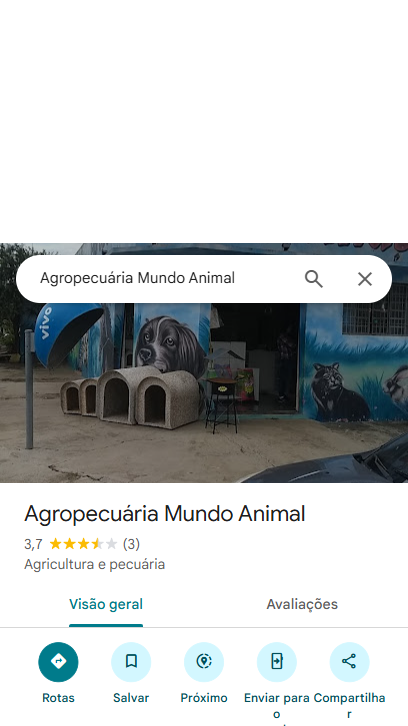 Agropecuária Mundo Animal
vivo
Agropecuária Mundo Animal
3,7 (3)
Agricultura e pecuária
Visão geral
Avaliações
Rotas
Salvar
Próximo
Enviar para
o
Compartilha
r